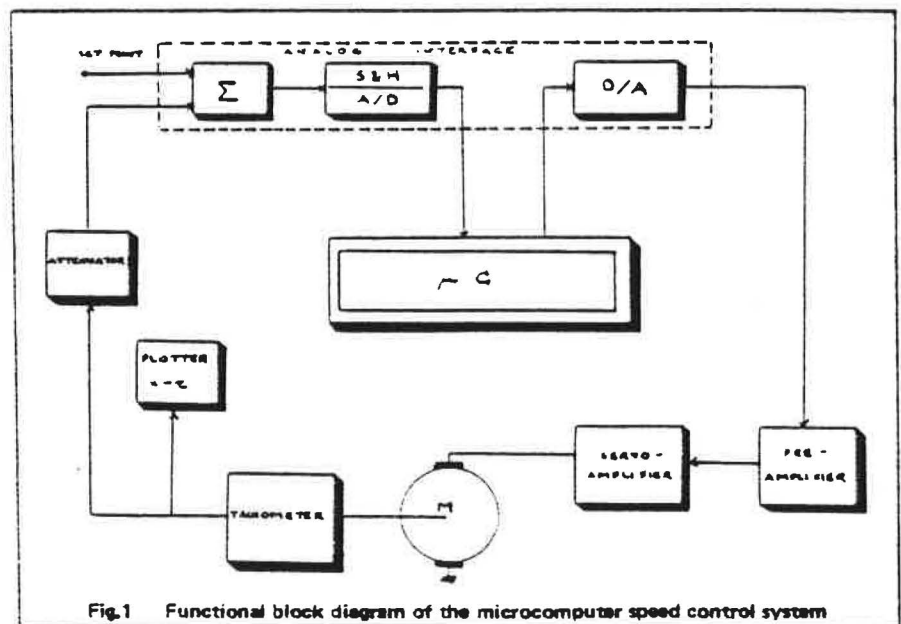 SET POINT
ANALOG INTERFACE
Σ
S&H
A/D
D/A
ATTENUATOR
μC
PLOTTER
SERVO-
AMPLIFIER
PRE-
AMPLIFIER
TACHOMETER
M
Fig.1 Functional block diagram of the microcomputer speed control system